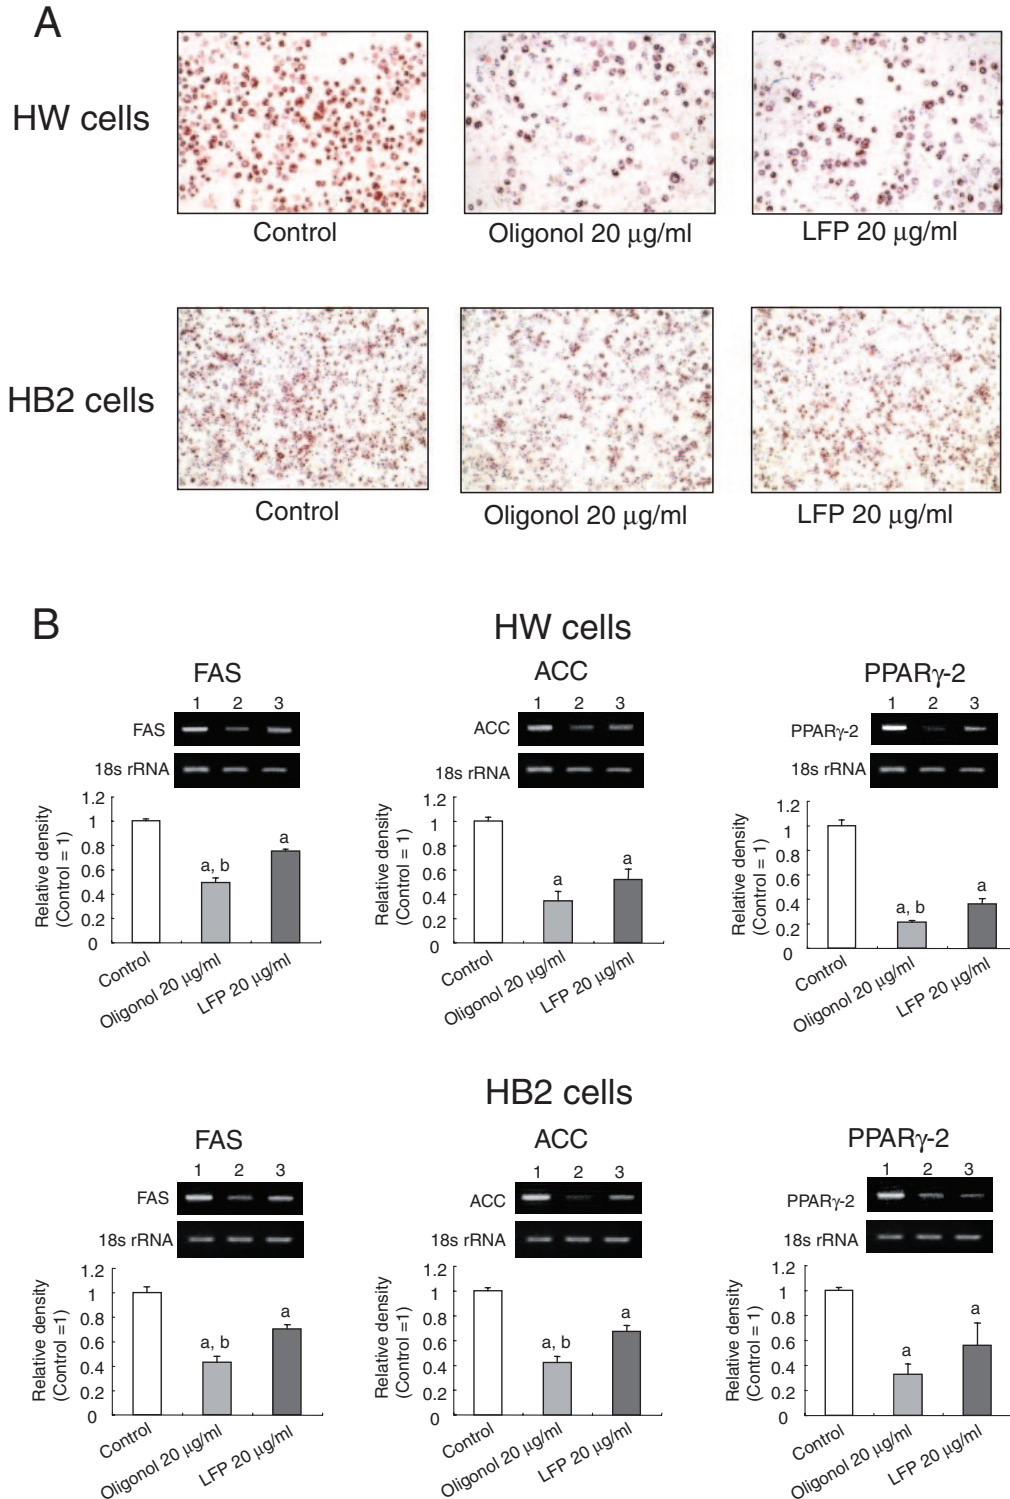 A
HW cells
Control
Oligonol 20 μg/ml
LFP 20 μg/ml
HB2 cells
Control
Oligonol 20 μg/ml
LFP 20 μg/ml
B
HW cells
FAS
1 2 3
FAS
18s rRNA
Relative density
(Control = 1)
1.2
1
0.8
0.6
0.4
0.2
0
a, b
a
Control
Oligonol 20 μg/ml
LFP 20 μg/ml
ACC
1 2 3
ACC
18s rRNA
Relative density
(Control = 1)
1.2
1
0.8
0.6
0.4
0.2
0
a
a
Control
Oligonol 20 μg/ml
LFP 20 μg/ml
PPARγ-2
1 2 3
PPARγ-2
18s rRNA
Relative density
(Control = 1)
1.2
1
0.8
0.6
0.4
0.2
0
a, b
a
Control
Oligonol 20 μg/ml
LFP 20 μg/ml
HB2 cells
FAS
1 2 3
FAS
18s rRNA
Relative density
(Control =1)
1.2
1
0.8
0.6
0.4
0.2
0
a, b
a
Control
Oligonol 20 μg/ml
LFP 20 μg/ml
ACC
1 2 3
ACC
18s rRNA
Relative density
(Control =1)
1.2
1
0.8
0.6
0.4
0.2
0
a, b
a
Control
Oligonol 20 μg/ml
LFP 20 μg/ml
PPARγ-2
1 2 3
PPARγ-2
18s rRNA
Relative density
(Control = 1)
1.2
1
0.8
0.6
0.4
0.2
0
a
a
Control
Oligonol 20 μg/ml
LFP 20 μg/ml